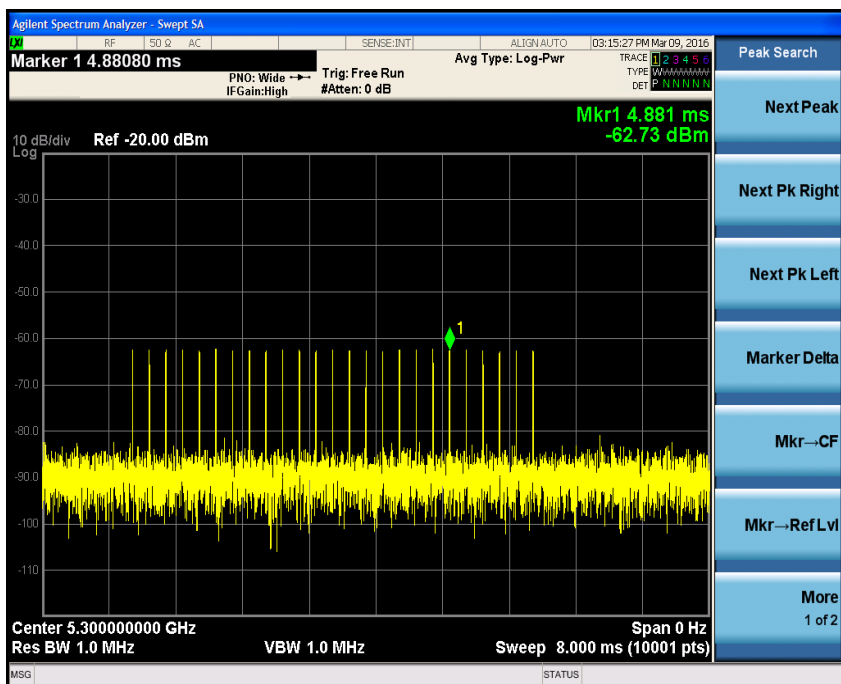 Agilent Spectrum Analyzer - Swept SA
LXI RF 50 Ω AC SENSE:INT ALIGN AUTO 03:15:27 PM Mar 09, 2016
Marker 1 4.88080 ms
PNO: Wide
IFGain:High
Trig: Free Run
#Atten: 0 dB
Avg Type: Log-Pwr
TRACE 1 2 3 4 5 6
TYPE WWWWWWW
DET P N N N N N
Mkr1 4.881 ms
-62.73 dBm
10 dB/div Ref -20.00 dBm
Log
-30.0
-40.0
-50.0
-60.0
-70.0
-80.0
-90.0
-100
-110
1
Center 5.300000000 GHz Span 0 Hz
Res BW 1.0 MHz VBW 1.0 MHz Sweep 8.000 ms (10001 pts)
MSG STATUS
Peak Search
Next Peak
Next Pk Right
Next Pk Left
Marker Delta
Mkr→CF
Mkr→Ref Lvl
More
1 of 2